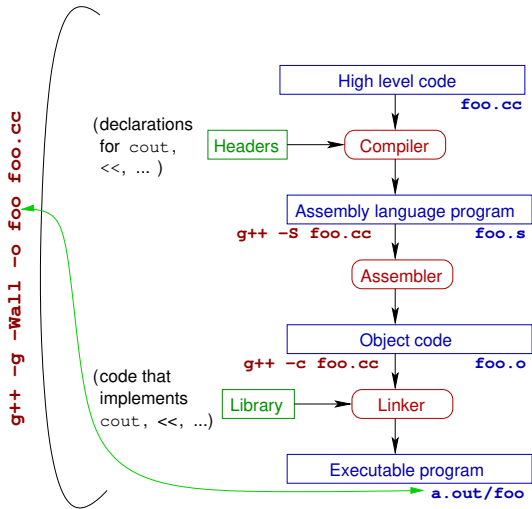 g++ -g -Wall -o foo foo.cc
High level code
foo.cc
(declarations
for cout,
<<, ... )
Headers
Compiler
Assembly language program
g++ -S foo.cc
foo.s
Assembler
Object code
g++ -c foo.cc
foo.o
(code that
implements
cout, <<, ...)
Library
Linker
Executable program
a.out/foo